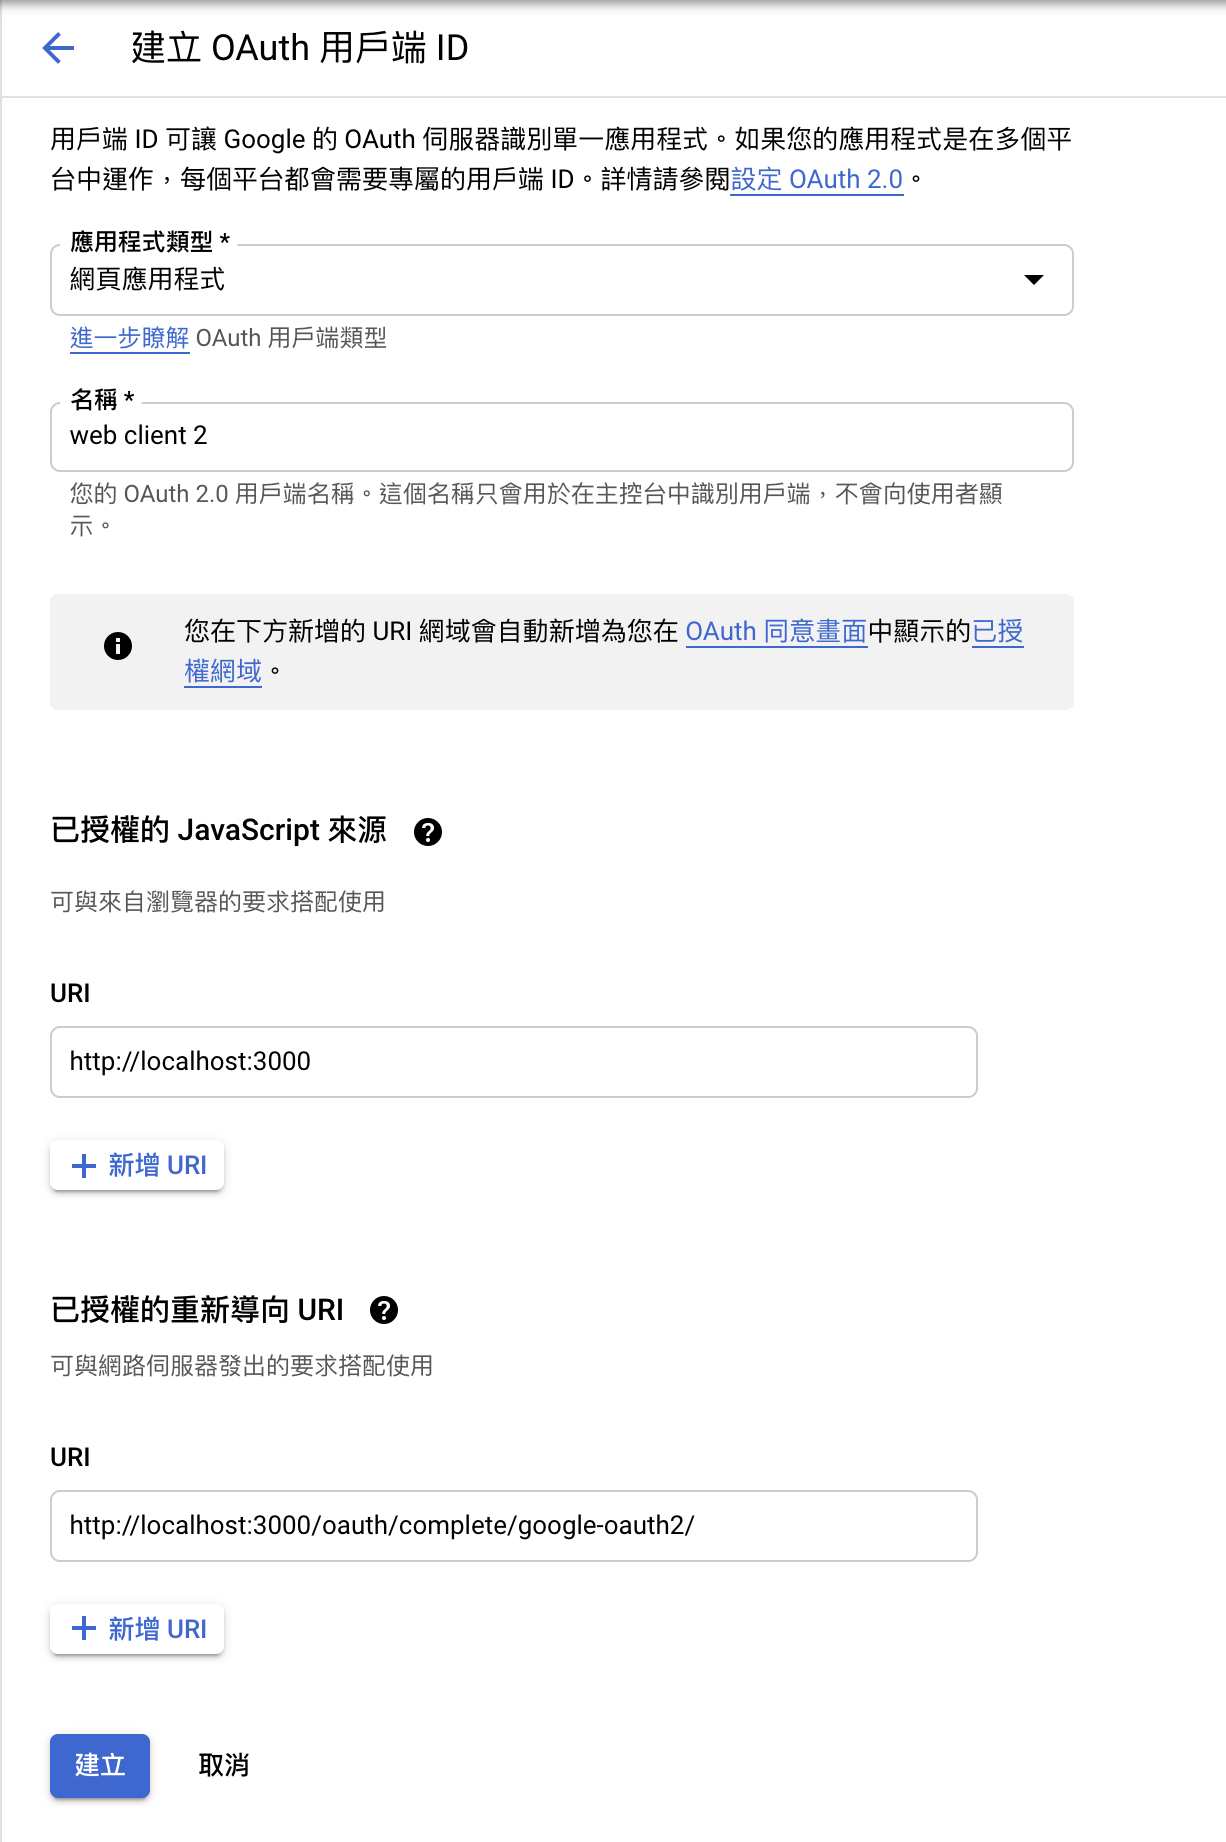 建立 OAuth 用戶端 ID
用戶端 ID 可讓 Google 的 OAuth 伺服器識別單一應用程式。如果您的應用程式是在多個平
台中運作，每個平台都會需要專屬的用戶端 ID。詳情請參閱設定 OAuth 2.0。
應用程式類型 *
網頁應用程式
進一步瞭解 OAuth 用戶端類型
名稱 *
web client 2
您的 OAuth 2.0 用戶端名稱。這個名稱只會用於在主控台中識別用戶端，不會向使用者顯
示。
您在下方新增的 URI 網域會自動新增為您在 OAuth 同意畫面中顯示的已授
權網域。
已授權的 JavaScript 來源
可與來自瀏覽器的要求搭配使用
URI
http://localhost:3000
新增 URI
已授權的重新導向 URI
可與網路伺服器發出的要求搭配使用
URI
http://localhost:3000/oauth/complete/google-oauth2/
新增 URI
建立 取消